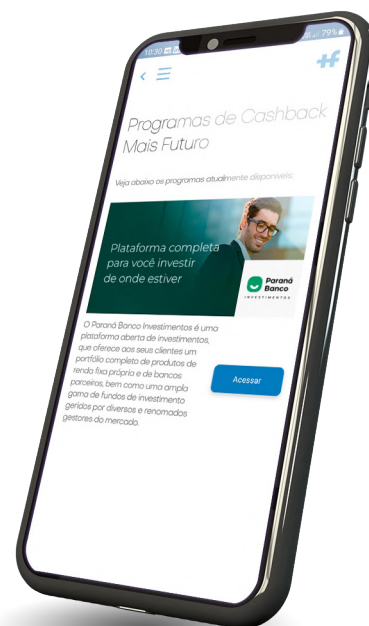 10:30
79%
+f
Programas de Cashback
Mais Futuro
Veja abaixo os programas atualmente disponíveis:
Plataforma completa
para você investir
de onde estiver
Paraná
Banco
INVESTIMENTOS
O Paraná Banco Investimentos é uma
plataforma aberta de investimentos,
que oferece aos seus clientes um
portfólio completo de produtos de
renda fixa própria e de bancos
parceiros, bem como uma ampla
gama de fundos de investimento
geridos por diversos e renomados
gestores do mercado.
Acessar